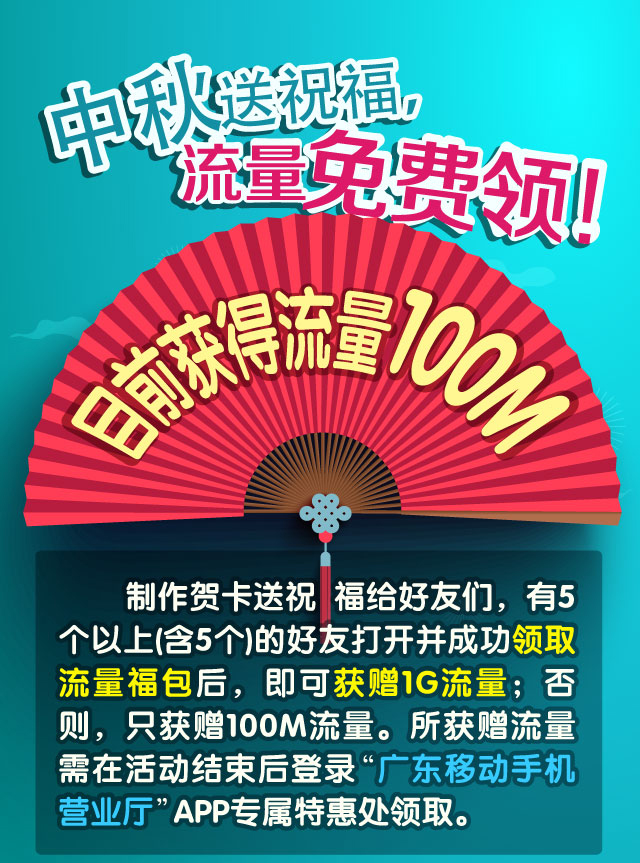 中秋送祝福,
流量免费领!
目前获得流量100M
制作贺卡送祝福给好友们，有5
个以上(含5个)的好友打开并成功领取
流量福包后，即可获赠1G流量；否
则，只获赠100M流量。所获赠流量
需在活动结束后登录“广东移动手机
营业厅”APP专属特惠处领取。